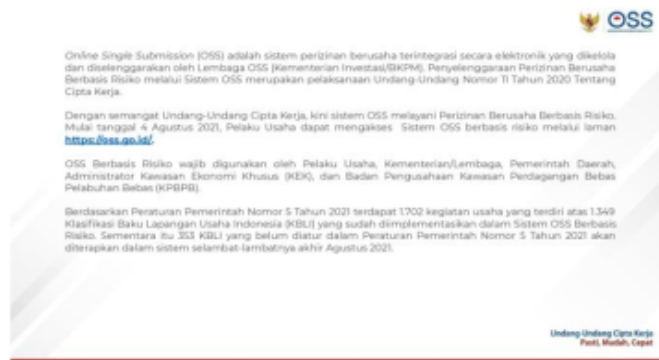 OSS
Online Single Submission (OSS) adalah sistem perizinan berusaha terintegrasi secara elektronik yang dikelola
dan diselenggarakan oleh Lembaga OSS (Kementerian Investasi/BKPM). Penyelenggaraan Perizinan Berusaha
Berbasis Risiko melalui Sistem OSS merupakan pelaksanaan Undang-Undang Nomor 11 Tahun 2020 Tentang
Cipta Kerja.
Dengan semangat Undang-Undang Cipta Kerja, kini sistem OSS melayani Perizinan Berusaha Berbasis Risiko.
Mulai tanggal 4 Agustus 2021, Pelaku Usaha dapat mengakses Sistem OSS berbasis risiko melalui laman
https://oss.go.id/.
OSS Berbasis Risiko wajib digunakan oleh Pelaku Usaha, Kementerian/Lembaga, Pemerintah Daerah,
Administrator Kawasan Ekonomi Khusus (KEK), dan Badan Pengusahaan Kawasan Perdagangan Bebas
Pelabuhan Bebas (KPBPB).
Berdasarkan Peraturan Pemerintah Nomor 5 Tahun 2021 terdapat 1.702 kegiatan usaha yang terdiri atas 1.349
Klasifikasi Baku Lapangan Usaha Indonesia (KBLI) yang sudah diimplementasikan dalam Sistem OSS Berbasis
Risiko. Sementara itu 353 KBLI yang belum diatur dalam Peraturan Pemerintah Nomor 5 Tahun 2021 akan
diterapkan dalam sistem selambat-lambatnya akhir Agustus 2021.
Undang-Undang Cipta Kerja
Pasti, Mudah, Cepat